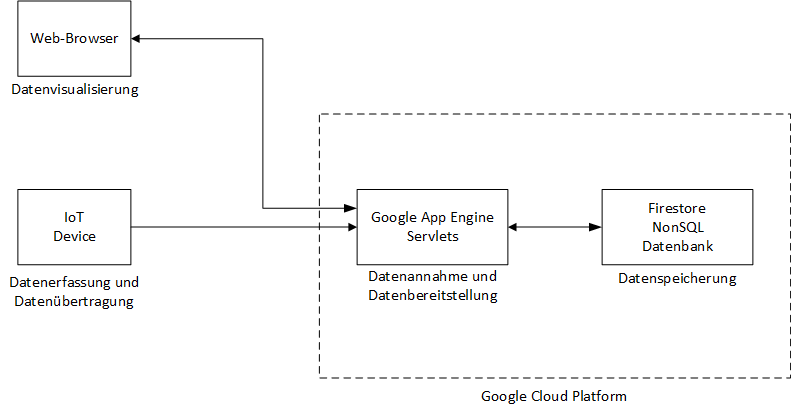 Web-Browser
Datenvisualisierung
IoT
Device
Datenerfassung und
Datenübertragung
Google App Engine
Servlets
Datenannahme und
Datenbereitstellung
Firestore
NonSQL
Datenbank
Datenspeicherung
Google Cloud Platform